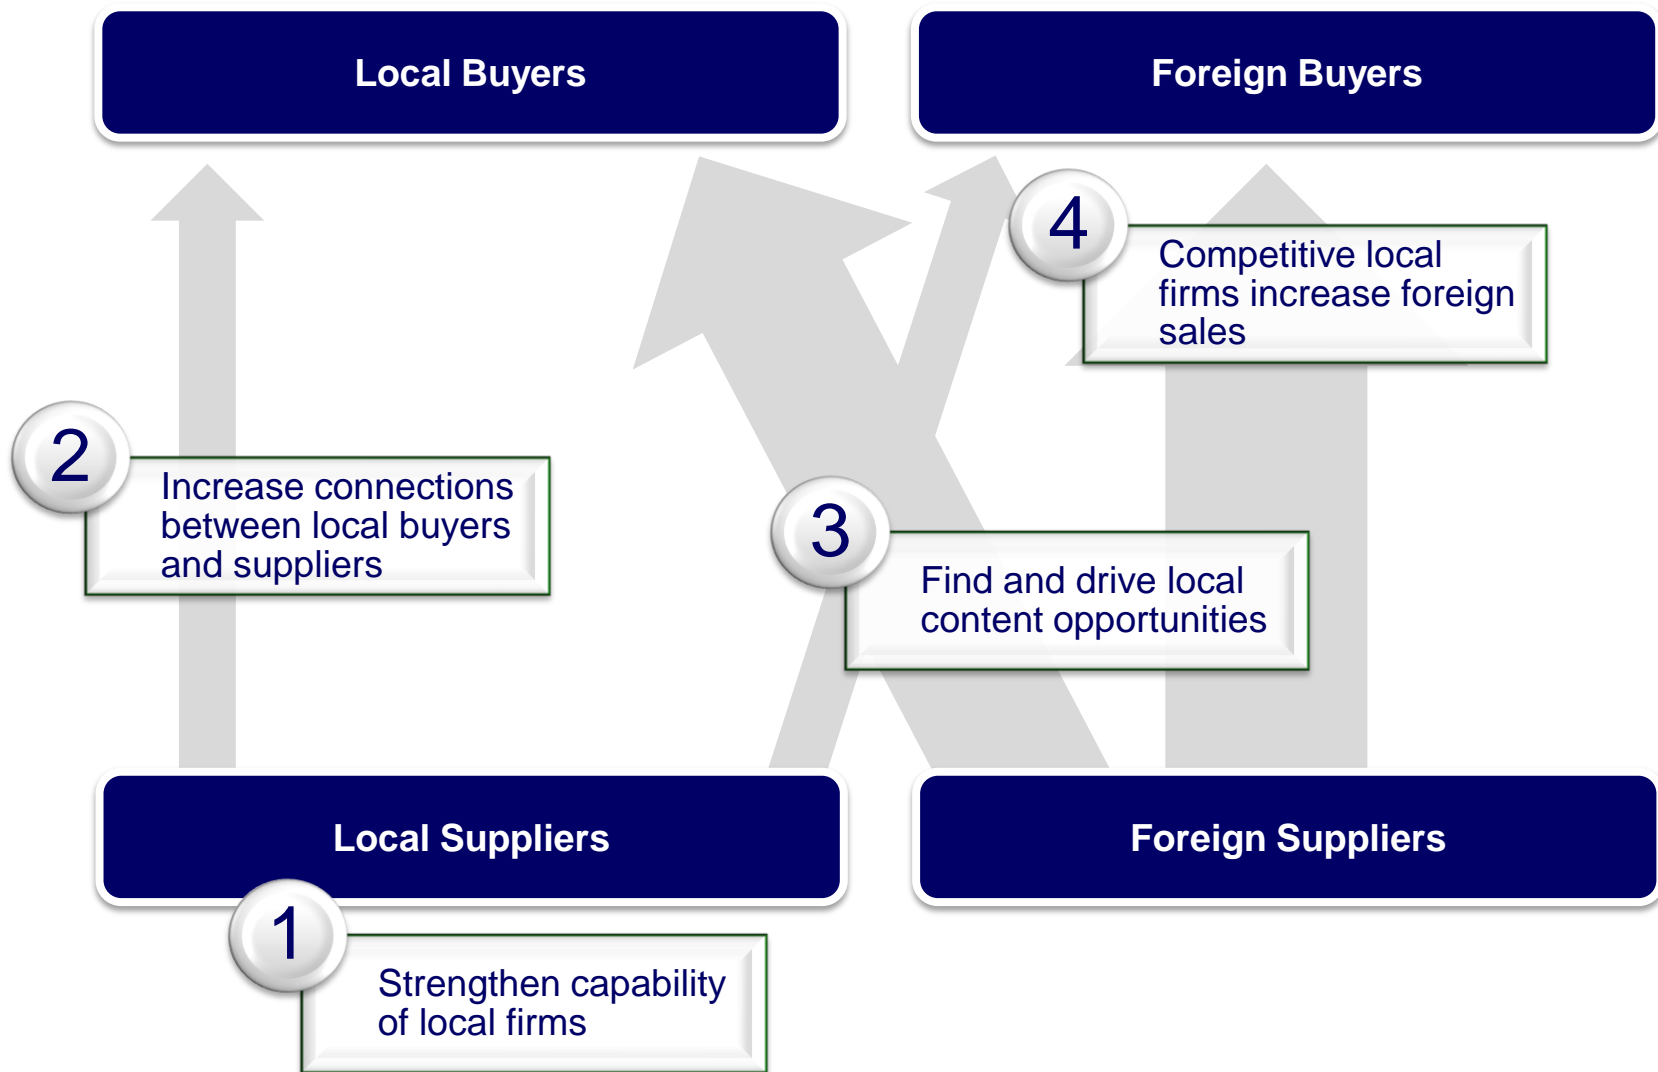 Local Buyers
Foreign Buyers
4
Competitive local
firms increase foreign
sales
2
Increase connections
between local buyers
and suppliers
3
Find and drive local
content opportunities
Local Suppliers
Foreign Suppliers
1
Strengthen capability
of local firms